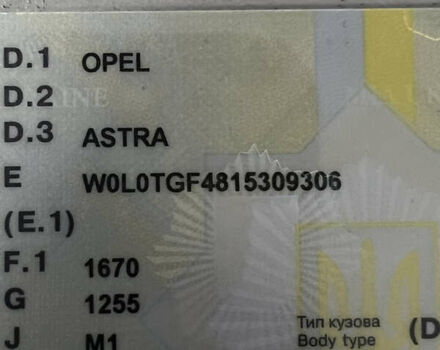 D.1 OPEL
D.2
D.3 ASTRA
E W0L0TGF4815309306
(E.1)
F.1 1670
G 1255
J M1
Тип кузова
Body type (D